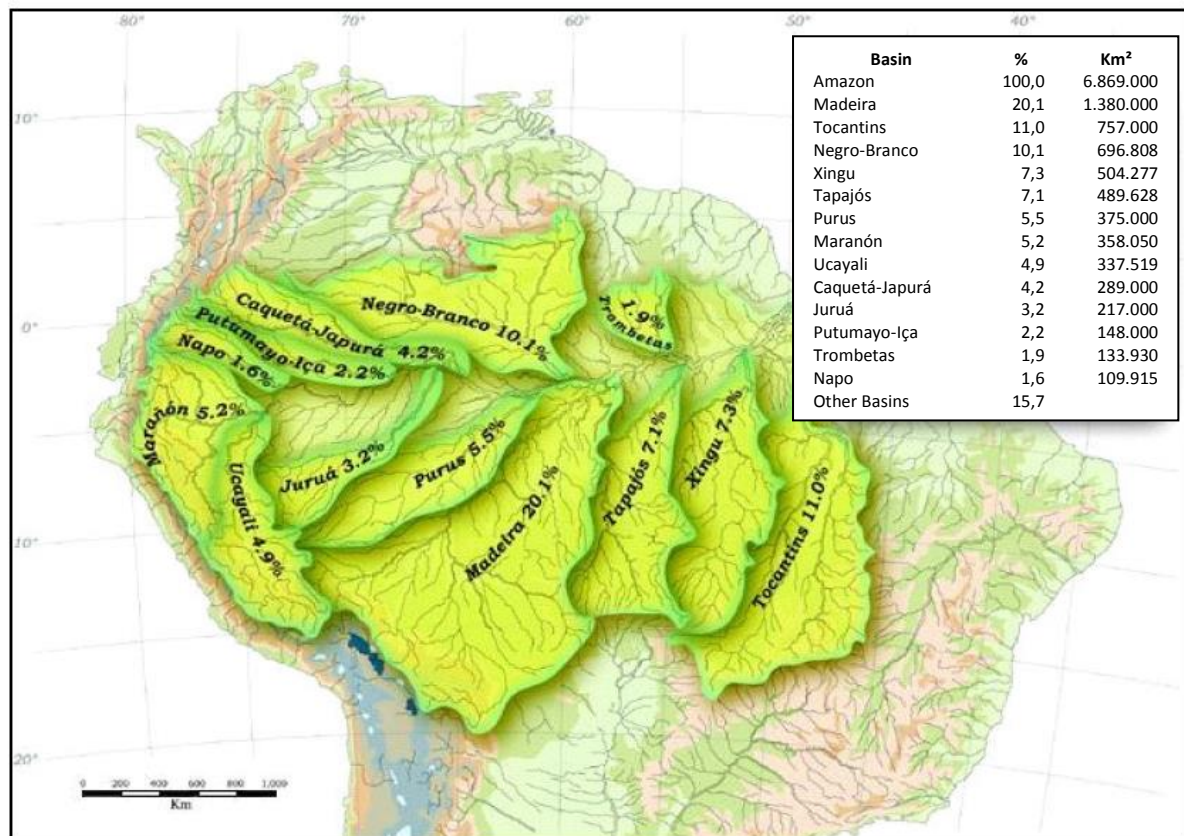 80° 70° 60° 50° 40°
Basin % Km²
Amazon 100,0 6.869.000
Madeira 20,1 1.380.000
Tocantins 11,0 757.000
Negro-Branco 10,1 696.808
Xingu 7,3 504.277
Tapajós 7,1 489.628
Purus 5,5 375.000
Maranón 5,2 358.050
Ucayali 4,9 337.519
Caquetá-Japurá 4,2 289.000
Juruá 3,2 217.000
Putumayo-Iça 2,2 148.000
Trombetas 1,9 133.930
Napo 1,6 109.915
Other Basins 15,7
10°
0°
10°
20°
Caquetá-Japurá 4.2%
Negro-Branco 10.1%
1.9%
Trombetas
Putumayo-Iça 2.2%
Napo 1.6%
Marañón 5.2%
Ucayali 4.9%
Juruá 3.2%
Purus 5.5%
Madeira 20.1%
Tapajós 7.1%
Xingu 7.3%
Tocantins 11.0%
0 200 400 600 800 1.000
Km